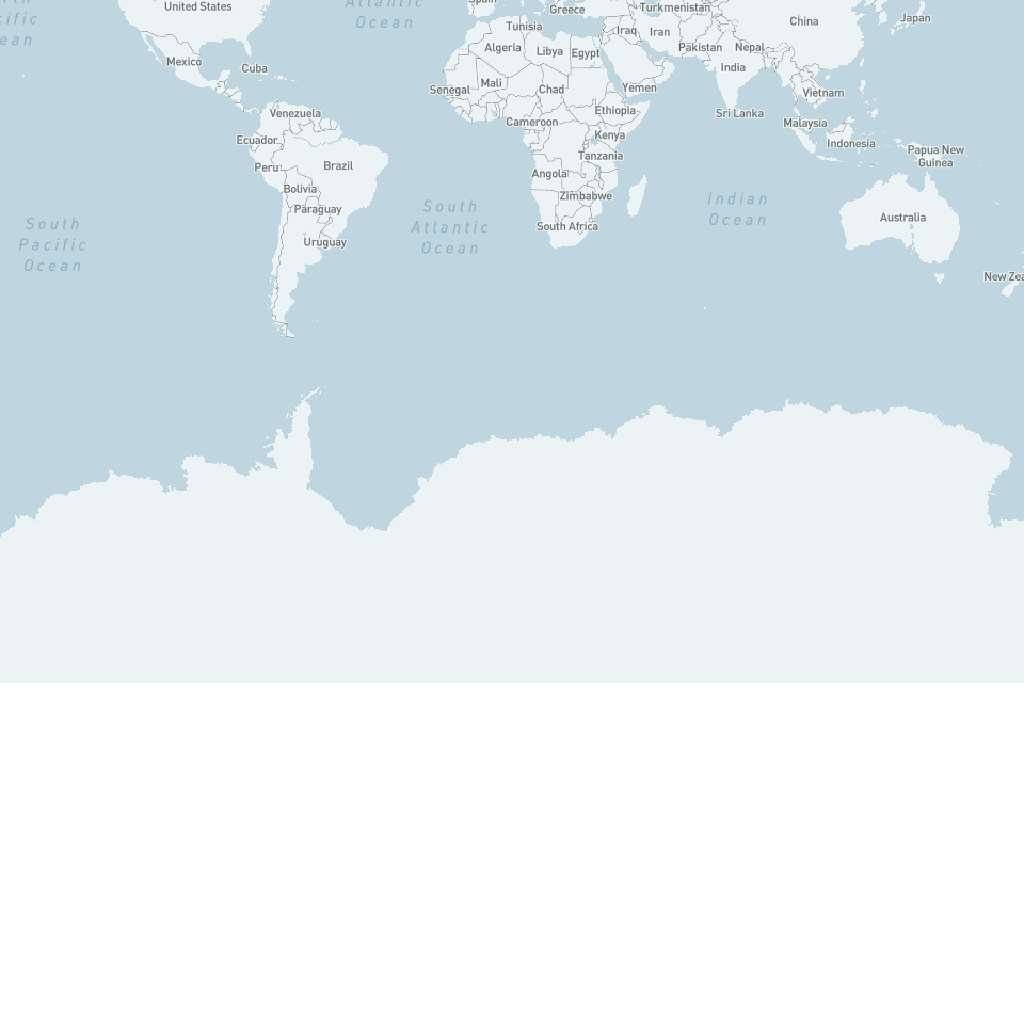 United States
Atlantic
Ocean
Spain
Greece
Turkmenistan
China
Japan
Tunisia
Iraq
Iran
Algeria
Libya
Egypt
Pakistan
Nepal
India
Mexico
Cuba
Senegal
Mali
Chad
Yemen
Vietnam
Venezuela
Ethiopia
Sri Lanka
Cameroon
Malaysia
Ecuador
Kenya
Indonesia
Papua New
Guinea
Peru
Brazil
Tanzania
Angola
Bolivia
Zimbabwe
Indian
Ocean
Paraguay
South
Atlantic
Ocean
Australia
South
Pacific
Ocean
South Africa
Uruguay
New Zea